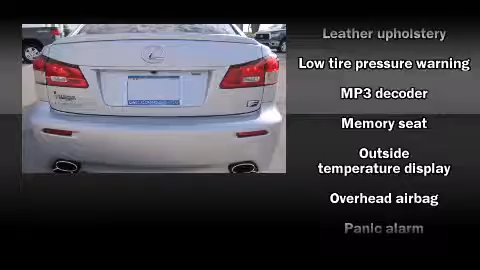 Leather upholstery
Low tire pressure warning
MP3 decoder
Memory seat
Outside
temperature display
Overhead airbag
Panic alarm